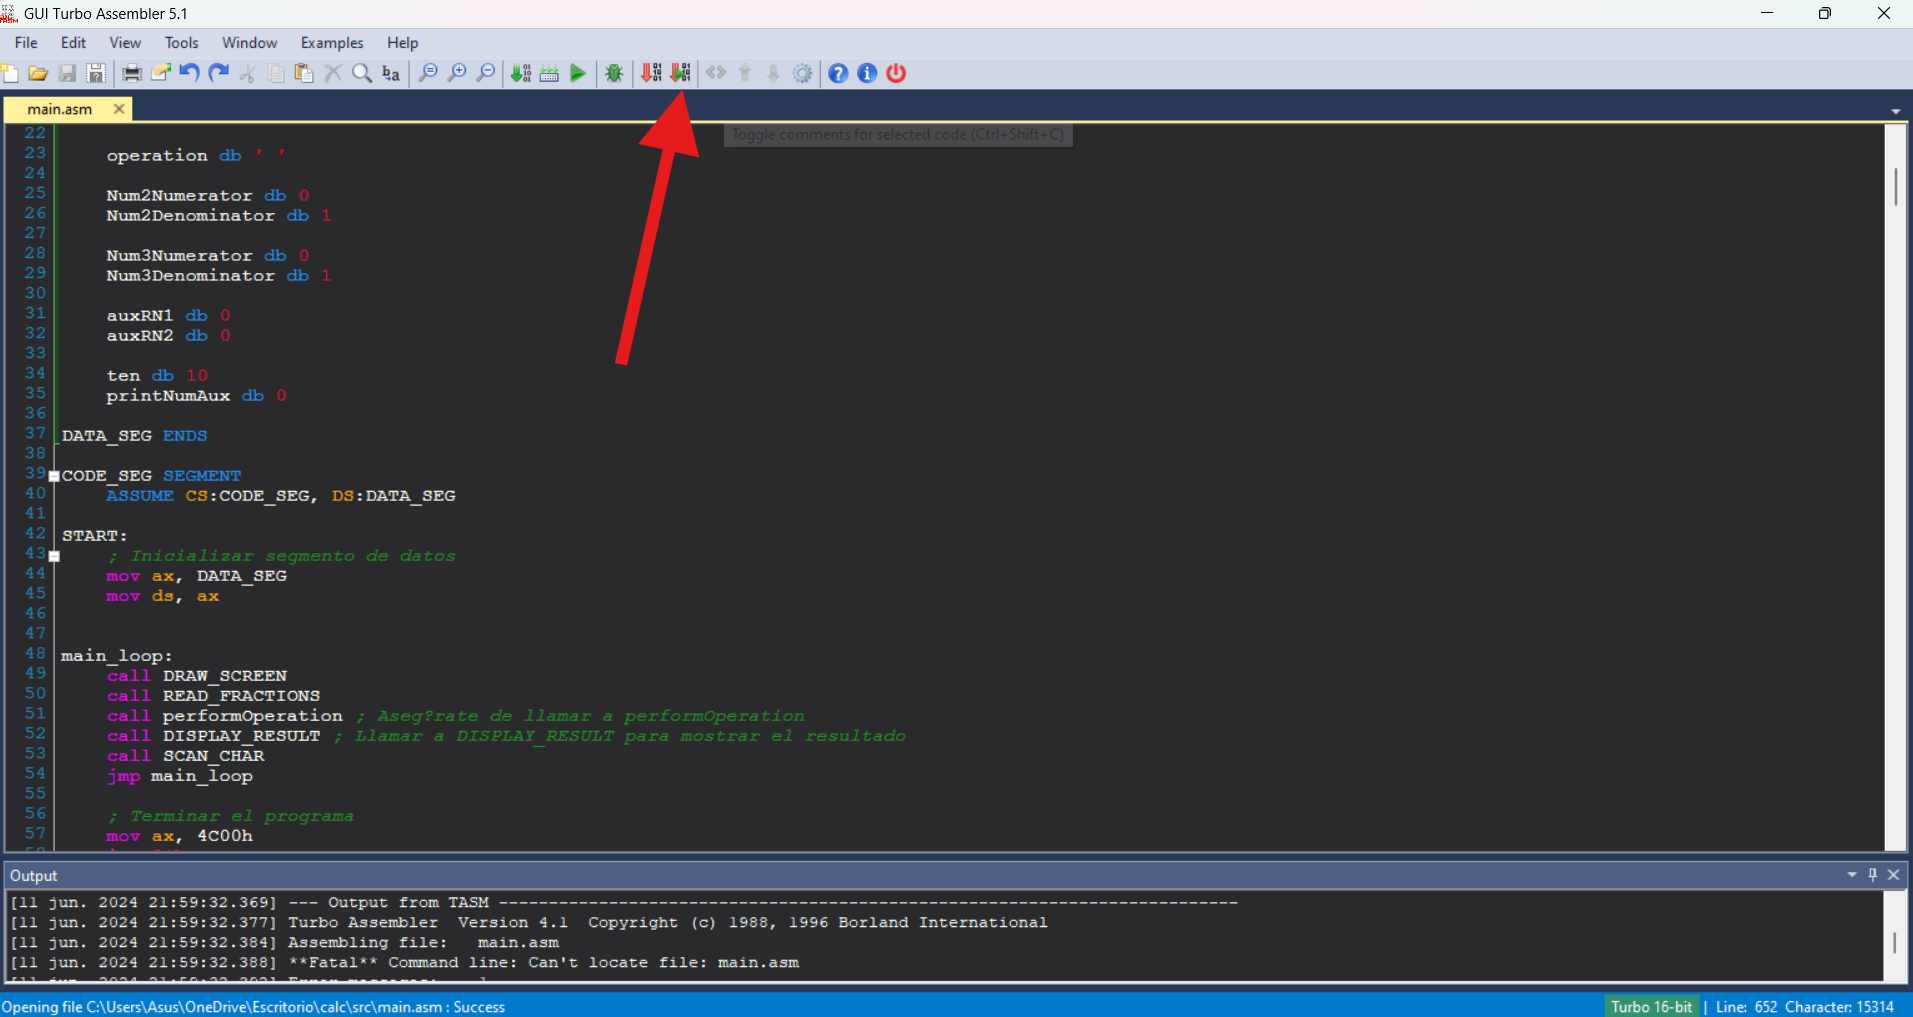 GUI Turbo Assembler 5.1
File Edit View Tools Window Examples Help
main.asm
Toggle comments for selected code (Ctrl+Shift+C)
22
23 operation db ' '
24
25 Num2Numerator db 0
26 Num2Denominator db 1
27
28 Num3Numerator db 0
29 Num3Denominator db 1
30
31 auxRN1 db 0
32 auxRN2 db 0
33
34 ten db 10
35 printNumAux db 0
36
37 DATA_SEG ENDS
38
39 CODE_SEG SEGMENT
40 ASSUME CS:CODE_SEG, DS:DATA_SEG
41
42 START:
43 ; Inicializar segmento de datos
44 mov ax, DATA_SEG
45 mov ds, ax
46
47
48 main_loop:
49 call DRAW_SCREEN
50 call READ_FRACTIONS
51 call performOperation ; Aseg?rate de llamar a performOperation
52 call DISPLAY_RESULT ; Llamar a DISPLAY_RESULT para mostrar el resultado
53 call SCAN_CHAR
54 jmp main_loop
55
56 ; Terminar el programa
57 mov ax, 4C00h
Output
[11 jun. 2024 21:59:32.369] --- Output from TASM --------------------------------------------------------------------------
[11 jun. 2024 21:59:32.377] Turbo Assembler  Version 4.1  Copyright (c) 1988, 1996 Borland International
[11 jun. 2024 21:59:32.384] Assembling file:   main.asm
[11 jun. 2024 21:59:32.388] **Fatal** Command line: Can't locate file: main.asm
Opening file C:\Users\Asus\OneDrive\Escritorio\calc\src\main.asm : Success
Turbo 16-bit | Line: 652 Character: 15314